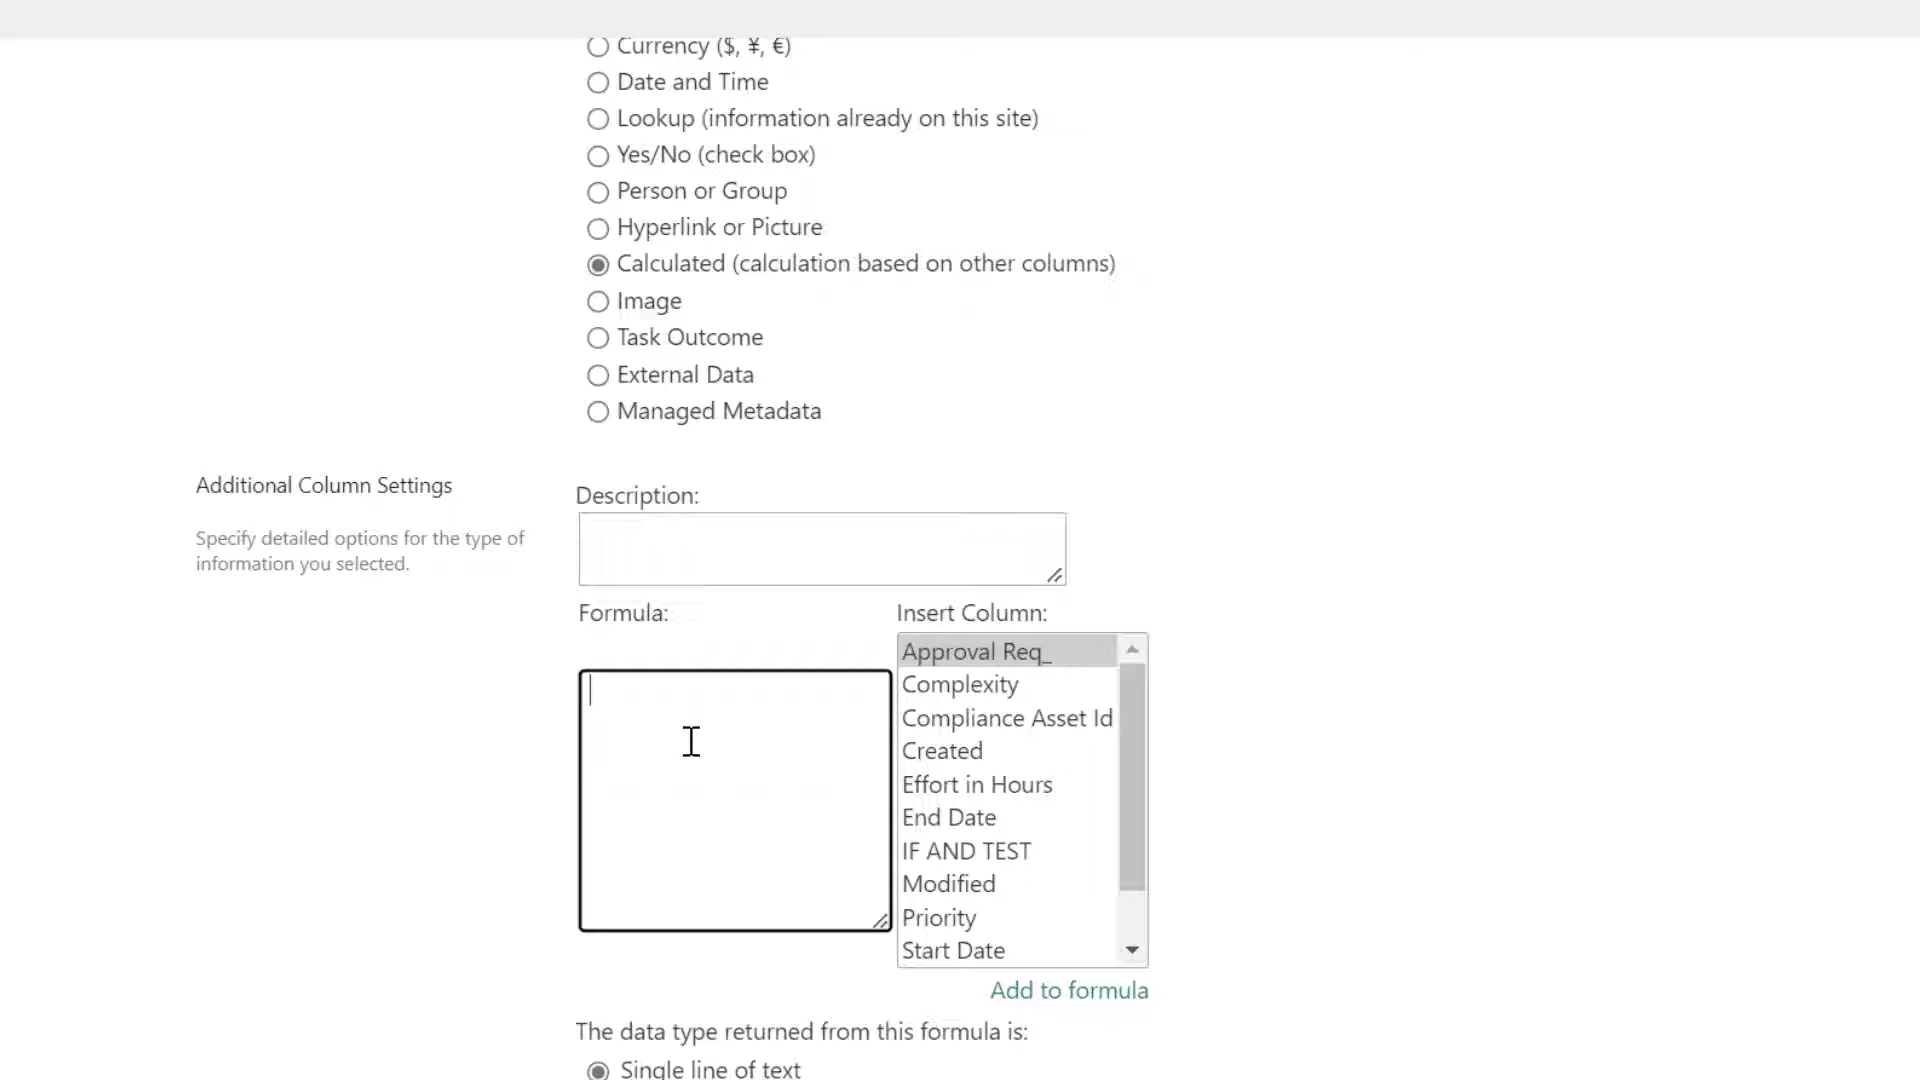 Currency ($, ¥, €)
Date and Time
Lookup (information already on this site)
Yes/No (check box)
Person or Group
Hyperlink or Picture
Calculated (calculation based on other columns)
Image
Task Outcome
External Data
Managed Metadata
Additional Column Settings
Specify detailed options for the type of
information you selected.
Description:
Formula:
Insert Column:
Approval Req_
Complexity
Compliance Asset Id
Created
Effort in Hours
End Date
IF AND TEST
Modified
Priority
Start Date
Add to formula
The data type returned from this formula is:
Single line of text